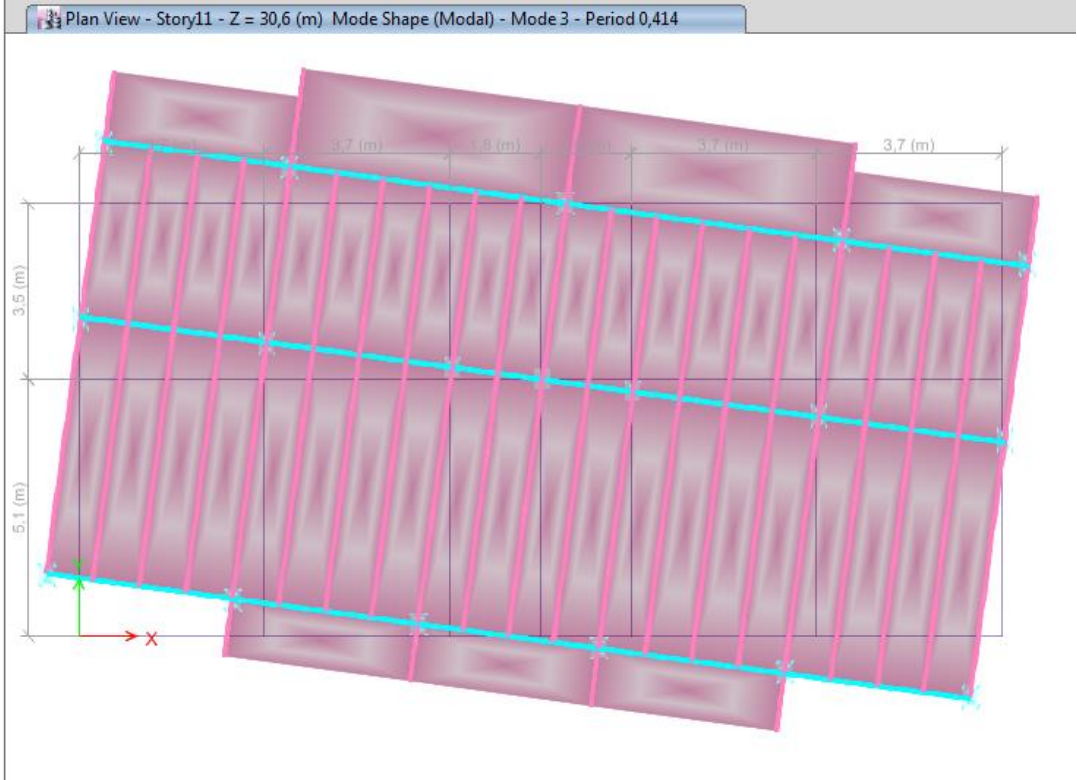 Plan View - Story11 - Z = 30,6 (m) Mode Shape (Modal) - Mode 3 - Period 0,414
3,7 (m)
1,8 (m)
3,7 (m)
3,7 (m)
3,5 (m)
5,1 (m)
X